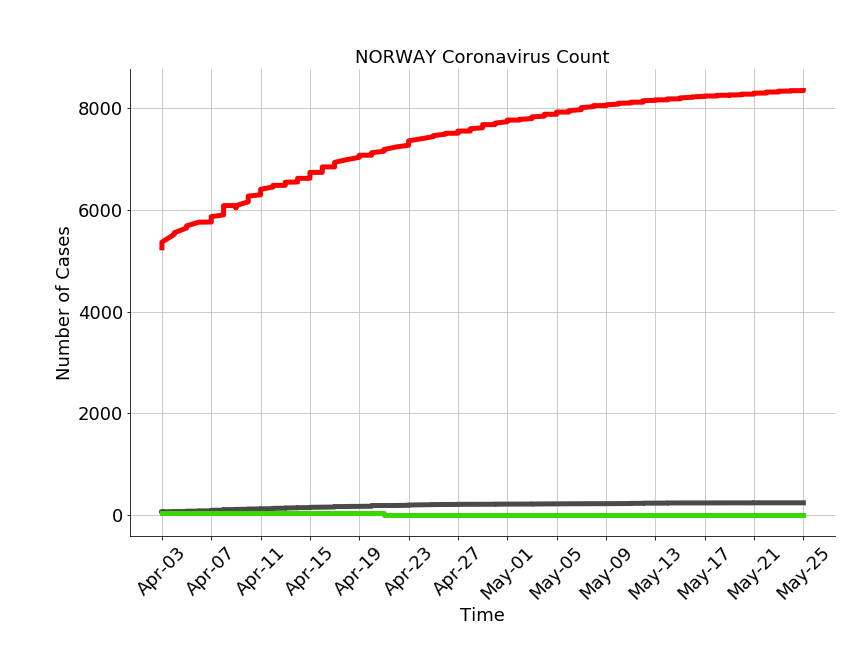 NORWAY Coronavirus Count
8000
6000
4000
2000
0
Number of Cases
Apr-03
Apr-07
Apr-11
Apr-15
Apr-19
Apr-23
Apr-27
May-01
May-05
May-09
May-13
May-17
May-21
May-25
Time